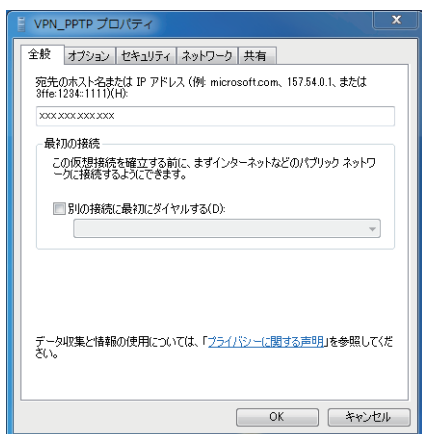 VPN_PPTP プロパティ
x
全般 オプション セキュリティ ネットワーク 共有
宛先のホスト名または IP アドレス (例: microsoft.com、157.54.0.1、または
3ffe:1234::1111)(H):
xxx.xxx.xxx.xxx
最初の接続
この仮想接続を確立する前に、まずインターネットなどのパブリック ネットワ
ークに接続するようにできます。
別の接続に最初にダイヤルする(D):
データ収集と情報の使用については、「プライバシーに関する声明」を参照してくだ
さい。
OK キャンセル